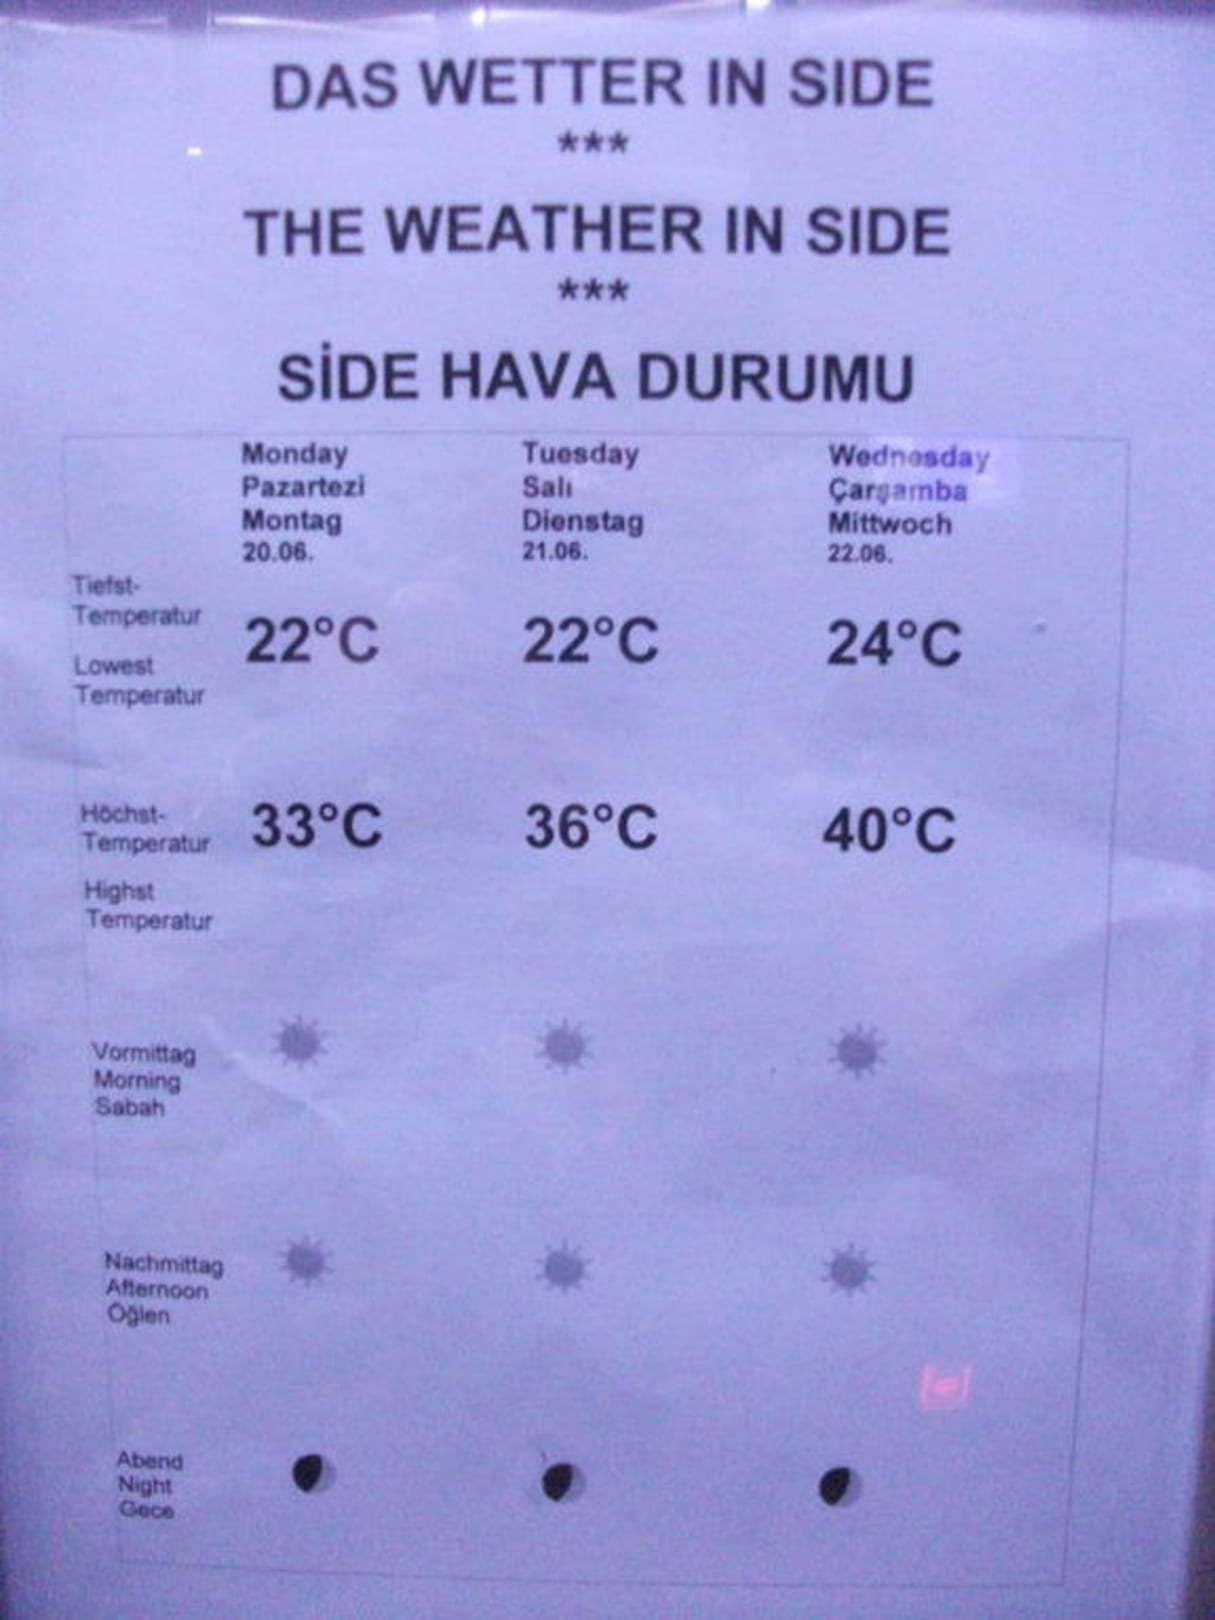 DAS WETTER IN SIDE
***
THE WEATHER IN SIDE
***
SİDE HAVA DURUMU
Monday Tuesday Wednesday
Pazartezi Salı Çarşamba
Montag Dienstag Mittwoch
20.06. 21.06. 22.06.
Tiefst-
Temperatur
22°C 22°C 24°C
Lowest
Temperatur
Höchst-
Temperatur
33°C 36°C 40°C
Highst
Temperatur
Vormittag
Morning
Sabah
Nachmittag
Afternoon
Öğlen
Abend
Night
Gece